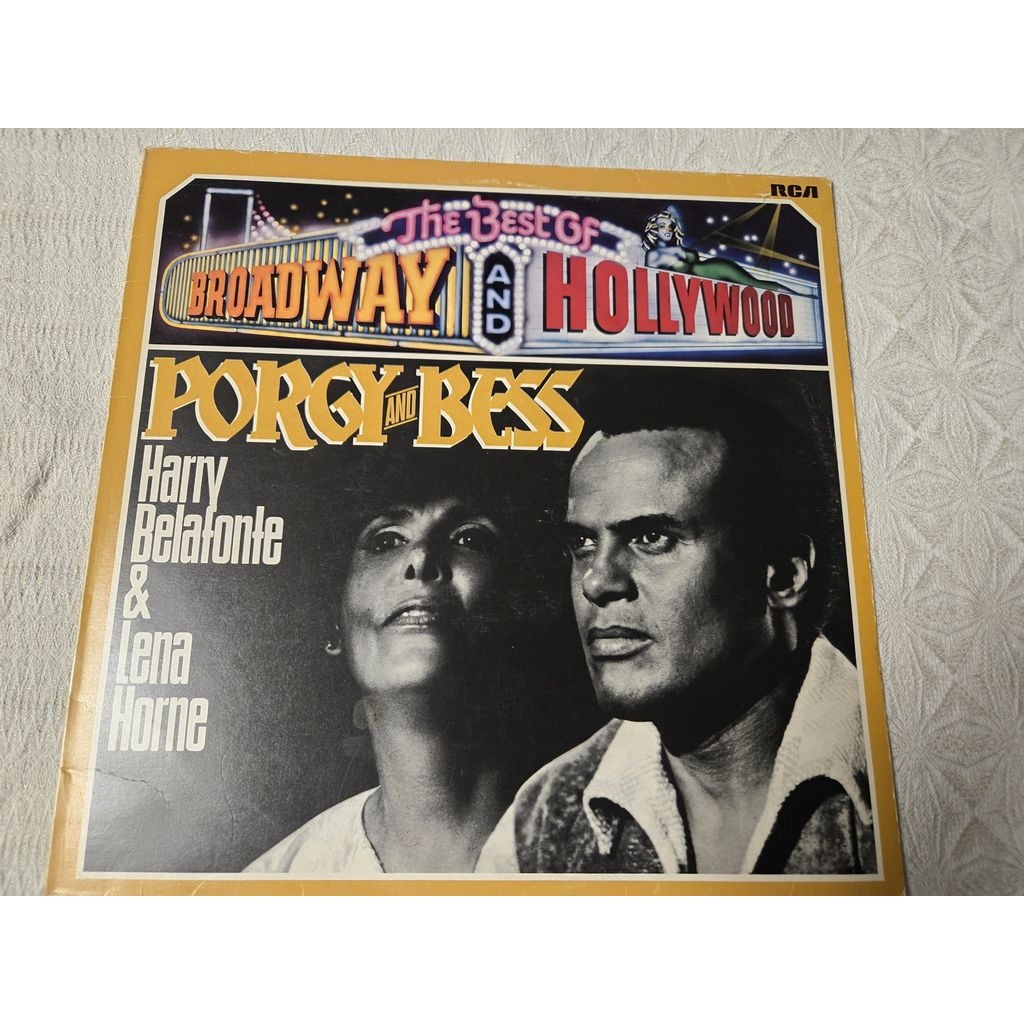 RCA
The Best Of
BROADWAY AND HOLLYWOOD
PORGY AND BESS
Harry
Belafonte
&
Lena
Horne